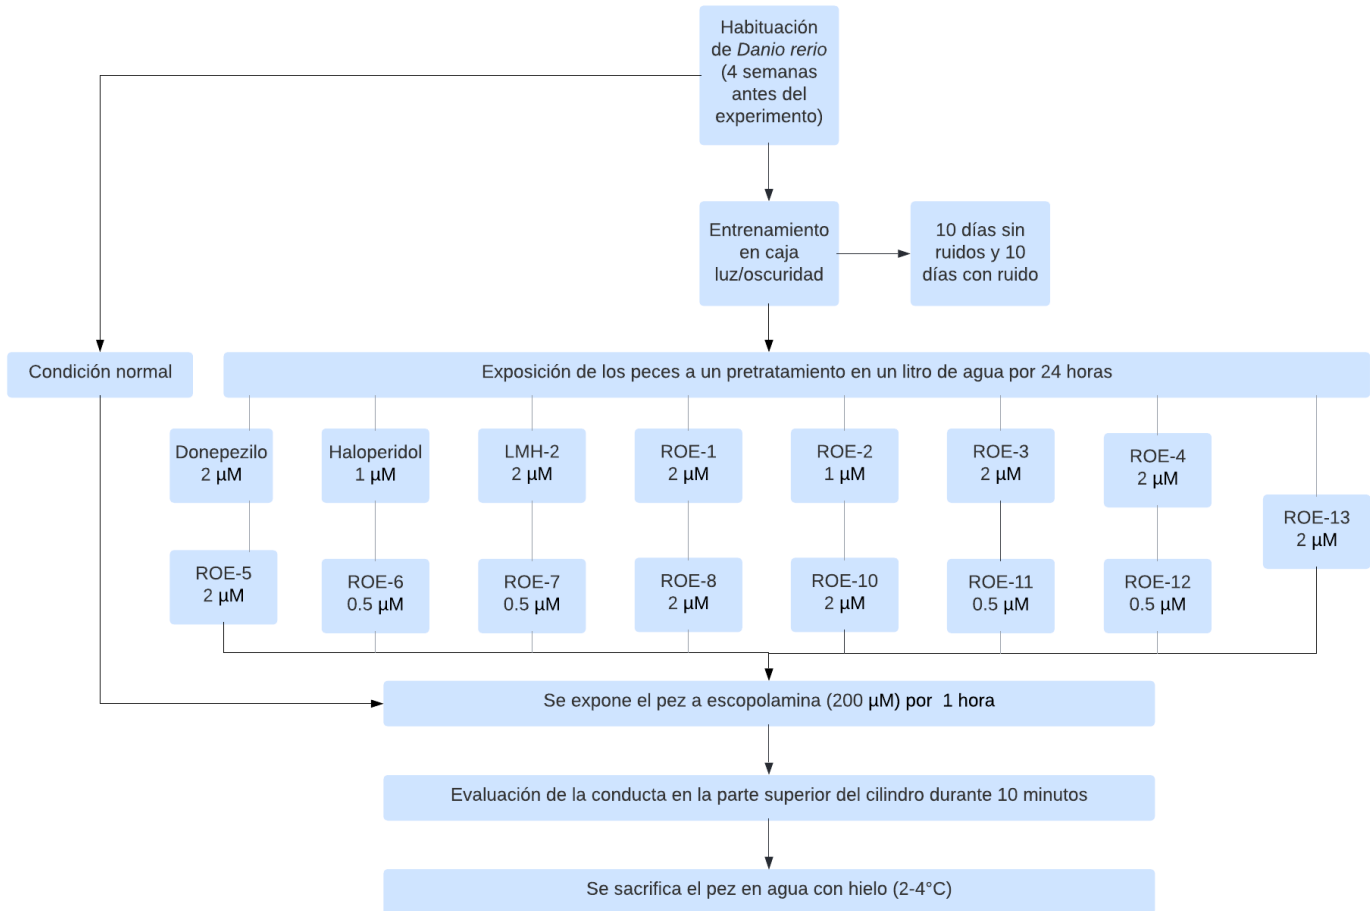 Habituación
de Danio rerio
(4 semanas
antes del
experimento)
Entrenamiento
en caja
luz/oscuridad
10 días sin
ruidos y 10
días con ruido
Condición normal
Exposición de los peces a un pretratamiento en un litro de agua por 24 horas
Donepezilo
2 µM
Haloperidol
1 µM
LMH-2
2 µM
ROE-1
2 µM
ROE-2
1 µM
ROE-3
2 µM
ROE-4
2 µM
ROE-13
2 µM
ROE-5
2 µM
ROE-6
0.5 µM
ROE-7
0.5 µM
ROE-8
2 µM
ROE-10
2 µM
ROE-11
0.5 µM
ROE-12
0.5 µM
Se expone el pez a escopolamina (200 µM) por 1 hora
Evaluación de la conducta en la parte superior del cilindro durante 10 minutos
Se sacrifica el pez en agua con hielo (2-4°C)